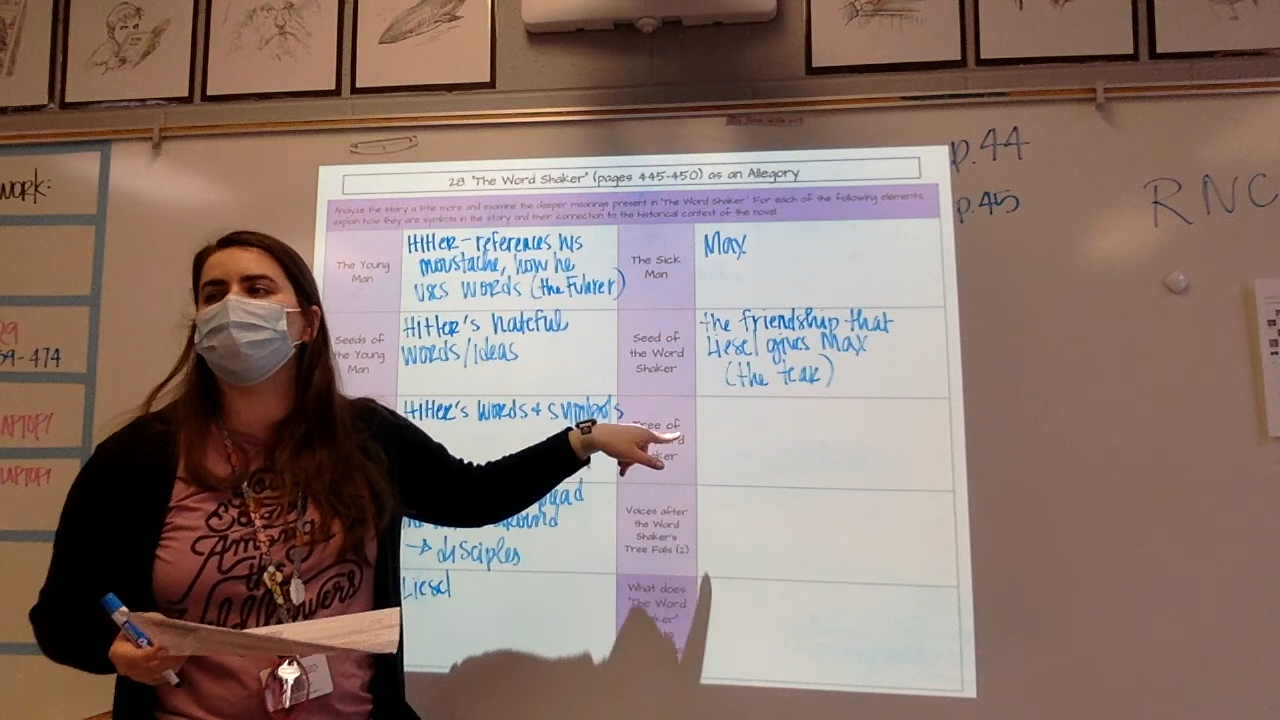 WORK:
59-474
LAPTOP!
LAPTOP!
p.44
p.45
RNC
28. 'The Word Shaker' (pages 445-450) as an Allegory
Analyze the story a little more and examine the deeper meanings present in 'The Word Shaker'. For each of the following elements,
explain how they are symbols in the story and their connection to the historical context of the novel.
The Young
Man
Hitler - references his
moustache, how he
uses words (the Fuhrer)
The Sick
Man
Max
Seeds of
the Young
Man
Hitler's hateful
words/ideas
Seed of
the Word
Shaker
the friendship that
Liesel gives Max
(the tear)
Hitler's words + symbols
Tree of
→ disciples
Voices after
the Word
Shaker's
Tree Falls (2)
Liesel
What does
'The Word
Among
the
Wildflowers